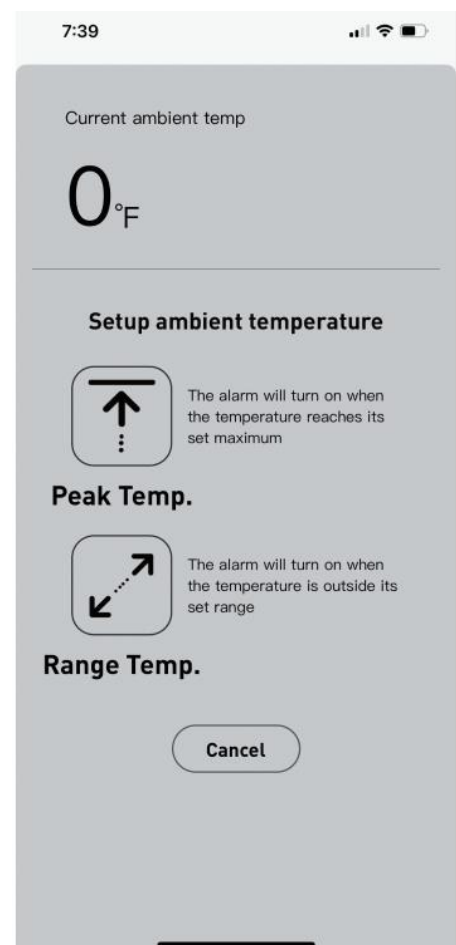 7:39
Current ambient temp
0°F
Setup ambient temperature
The alarm will turn on when
the temperature reaches its
set maximum
Peak Temp.
The alarm will turn on when
the temperature is outside its
set range
Range Temp.
Cancel